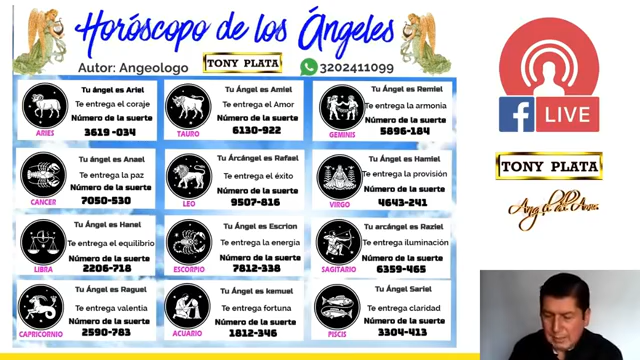 Horóscopo de los Ángeles
Autor: Angeologo TONY PLATA 3202411099
Tu ángel es Ariel
Te entrega el coraje
Número de la suerte
3619 -034
ARIES
Tu Ángel es Amiel
Te entrega el Amor
Número de la suerte
6130-922
TAURO
Tu Ángel es Remiel
Te entrega la armonia
Número de la suerte
5896-184
GEMINIS
Tu ángel es Anael
Te entrega la paz
Número de la suerte
7050-530
CANCER
Tu Arcángel es Rafael
Te entrega el éxito
Número de la suerte
9507-816
LEO
Tu Ángel es Hamiel
Te entrega la provisión
Número de la suerte
4643-241
VIRGO
Tu Ángel es Hanel
Te entrega el equilibrio
Número de la suerte
2206-718
LIBRA
Tu Ángel es Escrion
Te entrega la energia
Número de la suerte
7812-338
ESCORPIO
Tu arcángel es Raziel
Te entrega iluminación
Número de la suerte
6359-465
SAGITARIO
Tu Ángel es Raguel
Te entrega valentia
Número de la suerte
2590-783
CAPRICORNIO
Tu Ángel es kemuel
Te entrega fortuna
Número de la suerte
1812-346
ACUARIO
Tu Ángel Sariel
Te entrega claridad
Número de la suerte
3304-413
PISCIS
f LIVE
TONY PLATA
Angel del Amor